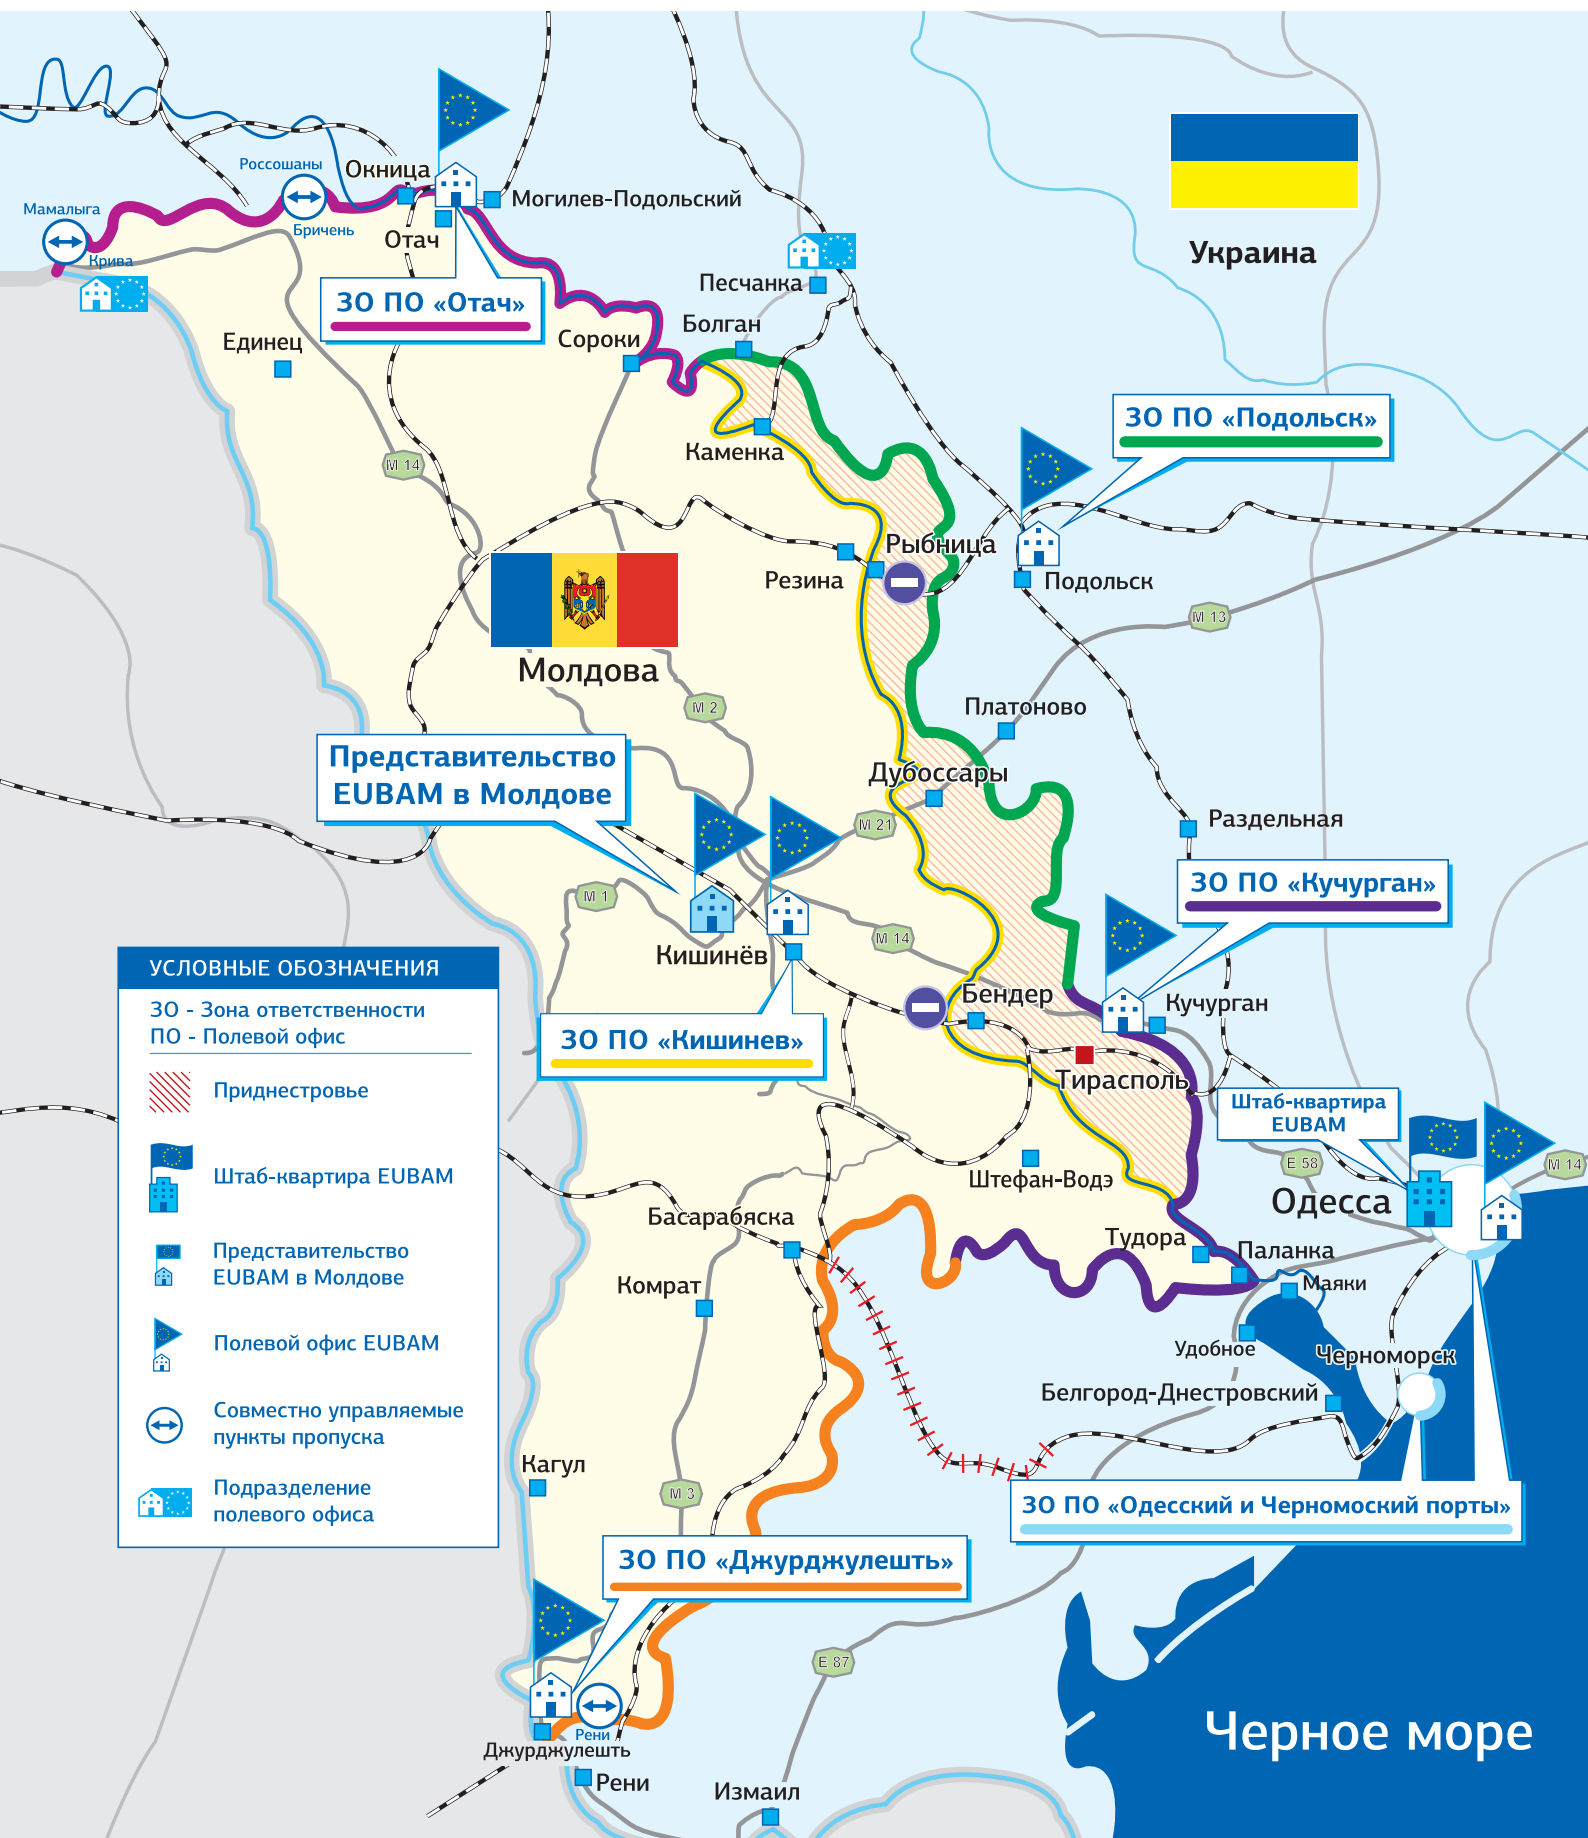 Россошаны
Окница
Могилев-Подольский
Мамалыга
Бричень
Отач
Крива
Украина
Песчанка
ЗО ПО «Отач»
Болган
Единец
Сороки
ЗО ПО «Подольск»
Каменка
M 14
Рыбница
Резина
Подольск
M 13
Молдова
M 2
Платоново
Представительство
EUBAM в Молдове
Дубоссары
M 21
Раздельная
ЗО ПО «Кучурган»
M 1
M 14
Кишинёв
Бендер
Кучурган
ЗО ПО «Кишинев»
Тирасполь
Штаб-квартира
EUBAM
E 58
M 14
Штефан-Водэ
Одесса
Басарабяска
Тудора
Паланка
Комрат
Маяки
Удобное
Черноморск
Белгород-Днестровский
Кагул
M 3
ЗО ПО «Одесский и Черномоский порты»
ЗО ПО «Джурджулешть»
E 87
Рени
Джурджулешть
Рени
Измаил
Черное море
УСЛОВНЫЕ ОБОЗНАЧЕНИЯ
ЗО - Зона ответственности
ПО - Полевой офис
Приднестровье
Штаб-квартира EUBAM
Представительство
EUBAM в Молдове
Полевой офис EUBAM
Совместно управляемые
пункты пропуска
Подразделение
полевого офиса